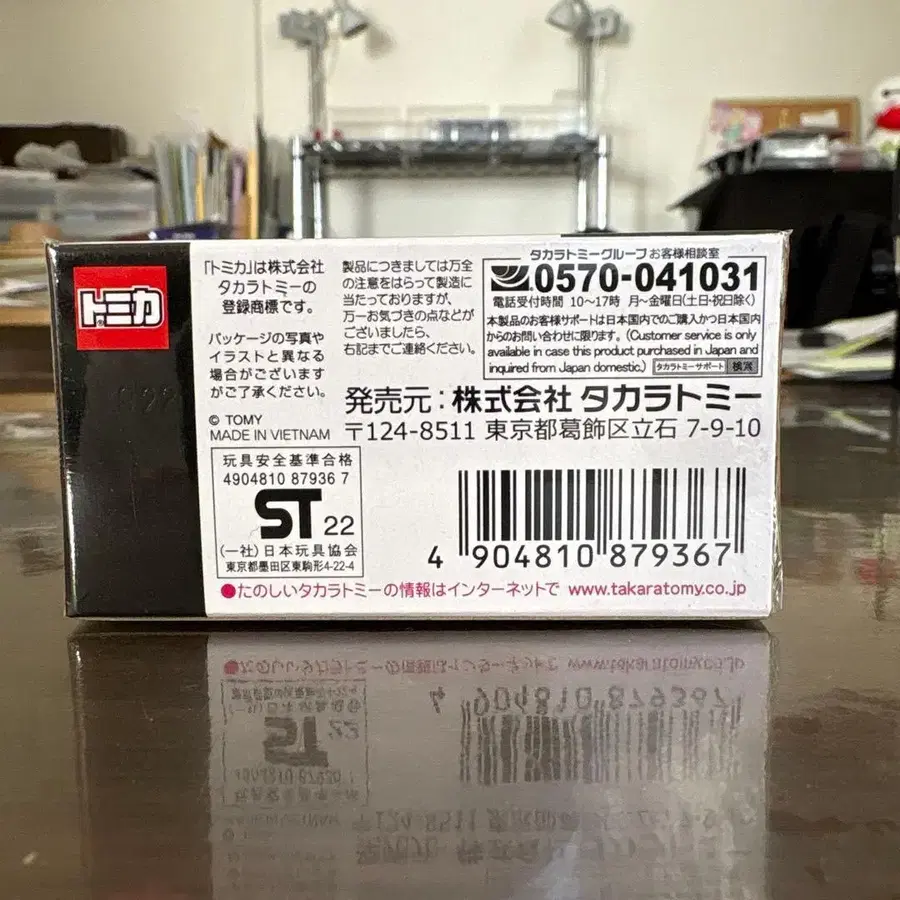 トミカ
「トミカ」は株式会社
タカラトミーの
登録商標です。
パッケージの写真や
イラストと異なる
場合がございます
がご了承ください。
© TOMY
MADE IN VIETNAM
製品につきましては万全
の注意をはらって製造に
当たっておりますが、
万一お気づきの点などが
ございましたら、
右記までご連絡ください。
タカラトミーグループお客様相談室
0570-041031
電話受付時間 10〜17時 月〜金曜日(土日・祝日除く)
本製品のお客様サポートは日本国内でのご購入かつ日本国内
からのお問い合わせに限ります。(Customer service is only
available in case this product purchased in Japan and
inquired from Japan domestic.)
タカラトミーサポート 検索
発売元:株式会社 タカラトミー
〒124-8511 東京都葛飾区立石 7-9-10
玩具安全基準合格
4904810 87936 7
ST 22
(一社)日本玩具協会
東京都墨田区東駒形4-22-4
4 904810 879367
●たのしいタカラトミーの情報はインターネットで www.takaratomy.co.jp